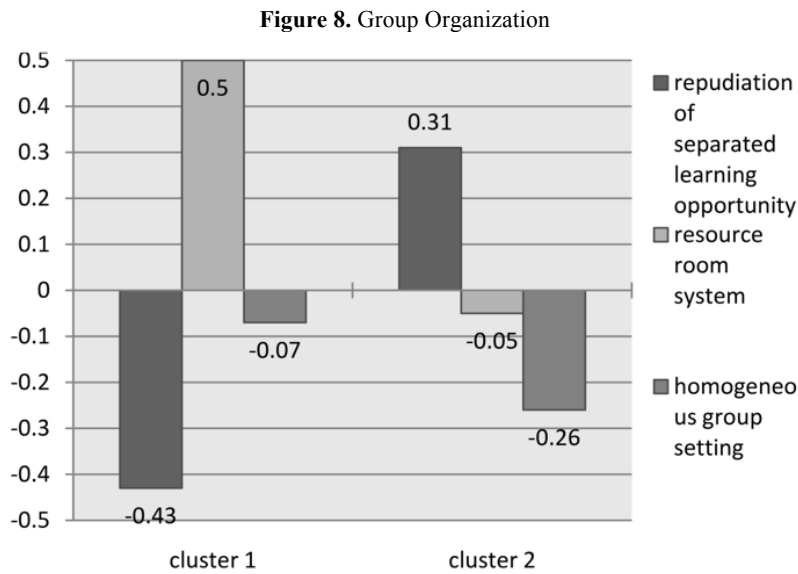 Figure 8. Group Organization
0.5
0.4
0.3
0.2
0.1
0
-0.1
-0.2
-0.3
-0.4
-0.5
0.5
-0.43
-0.07
0.31
-0.05
-0.26
cluster 1
cluster 2
repudiation
of
separated
learning
opportunity
resource
room
system
homogeneo
us group
setting